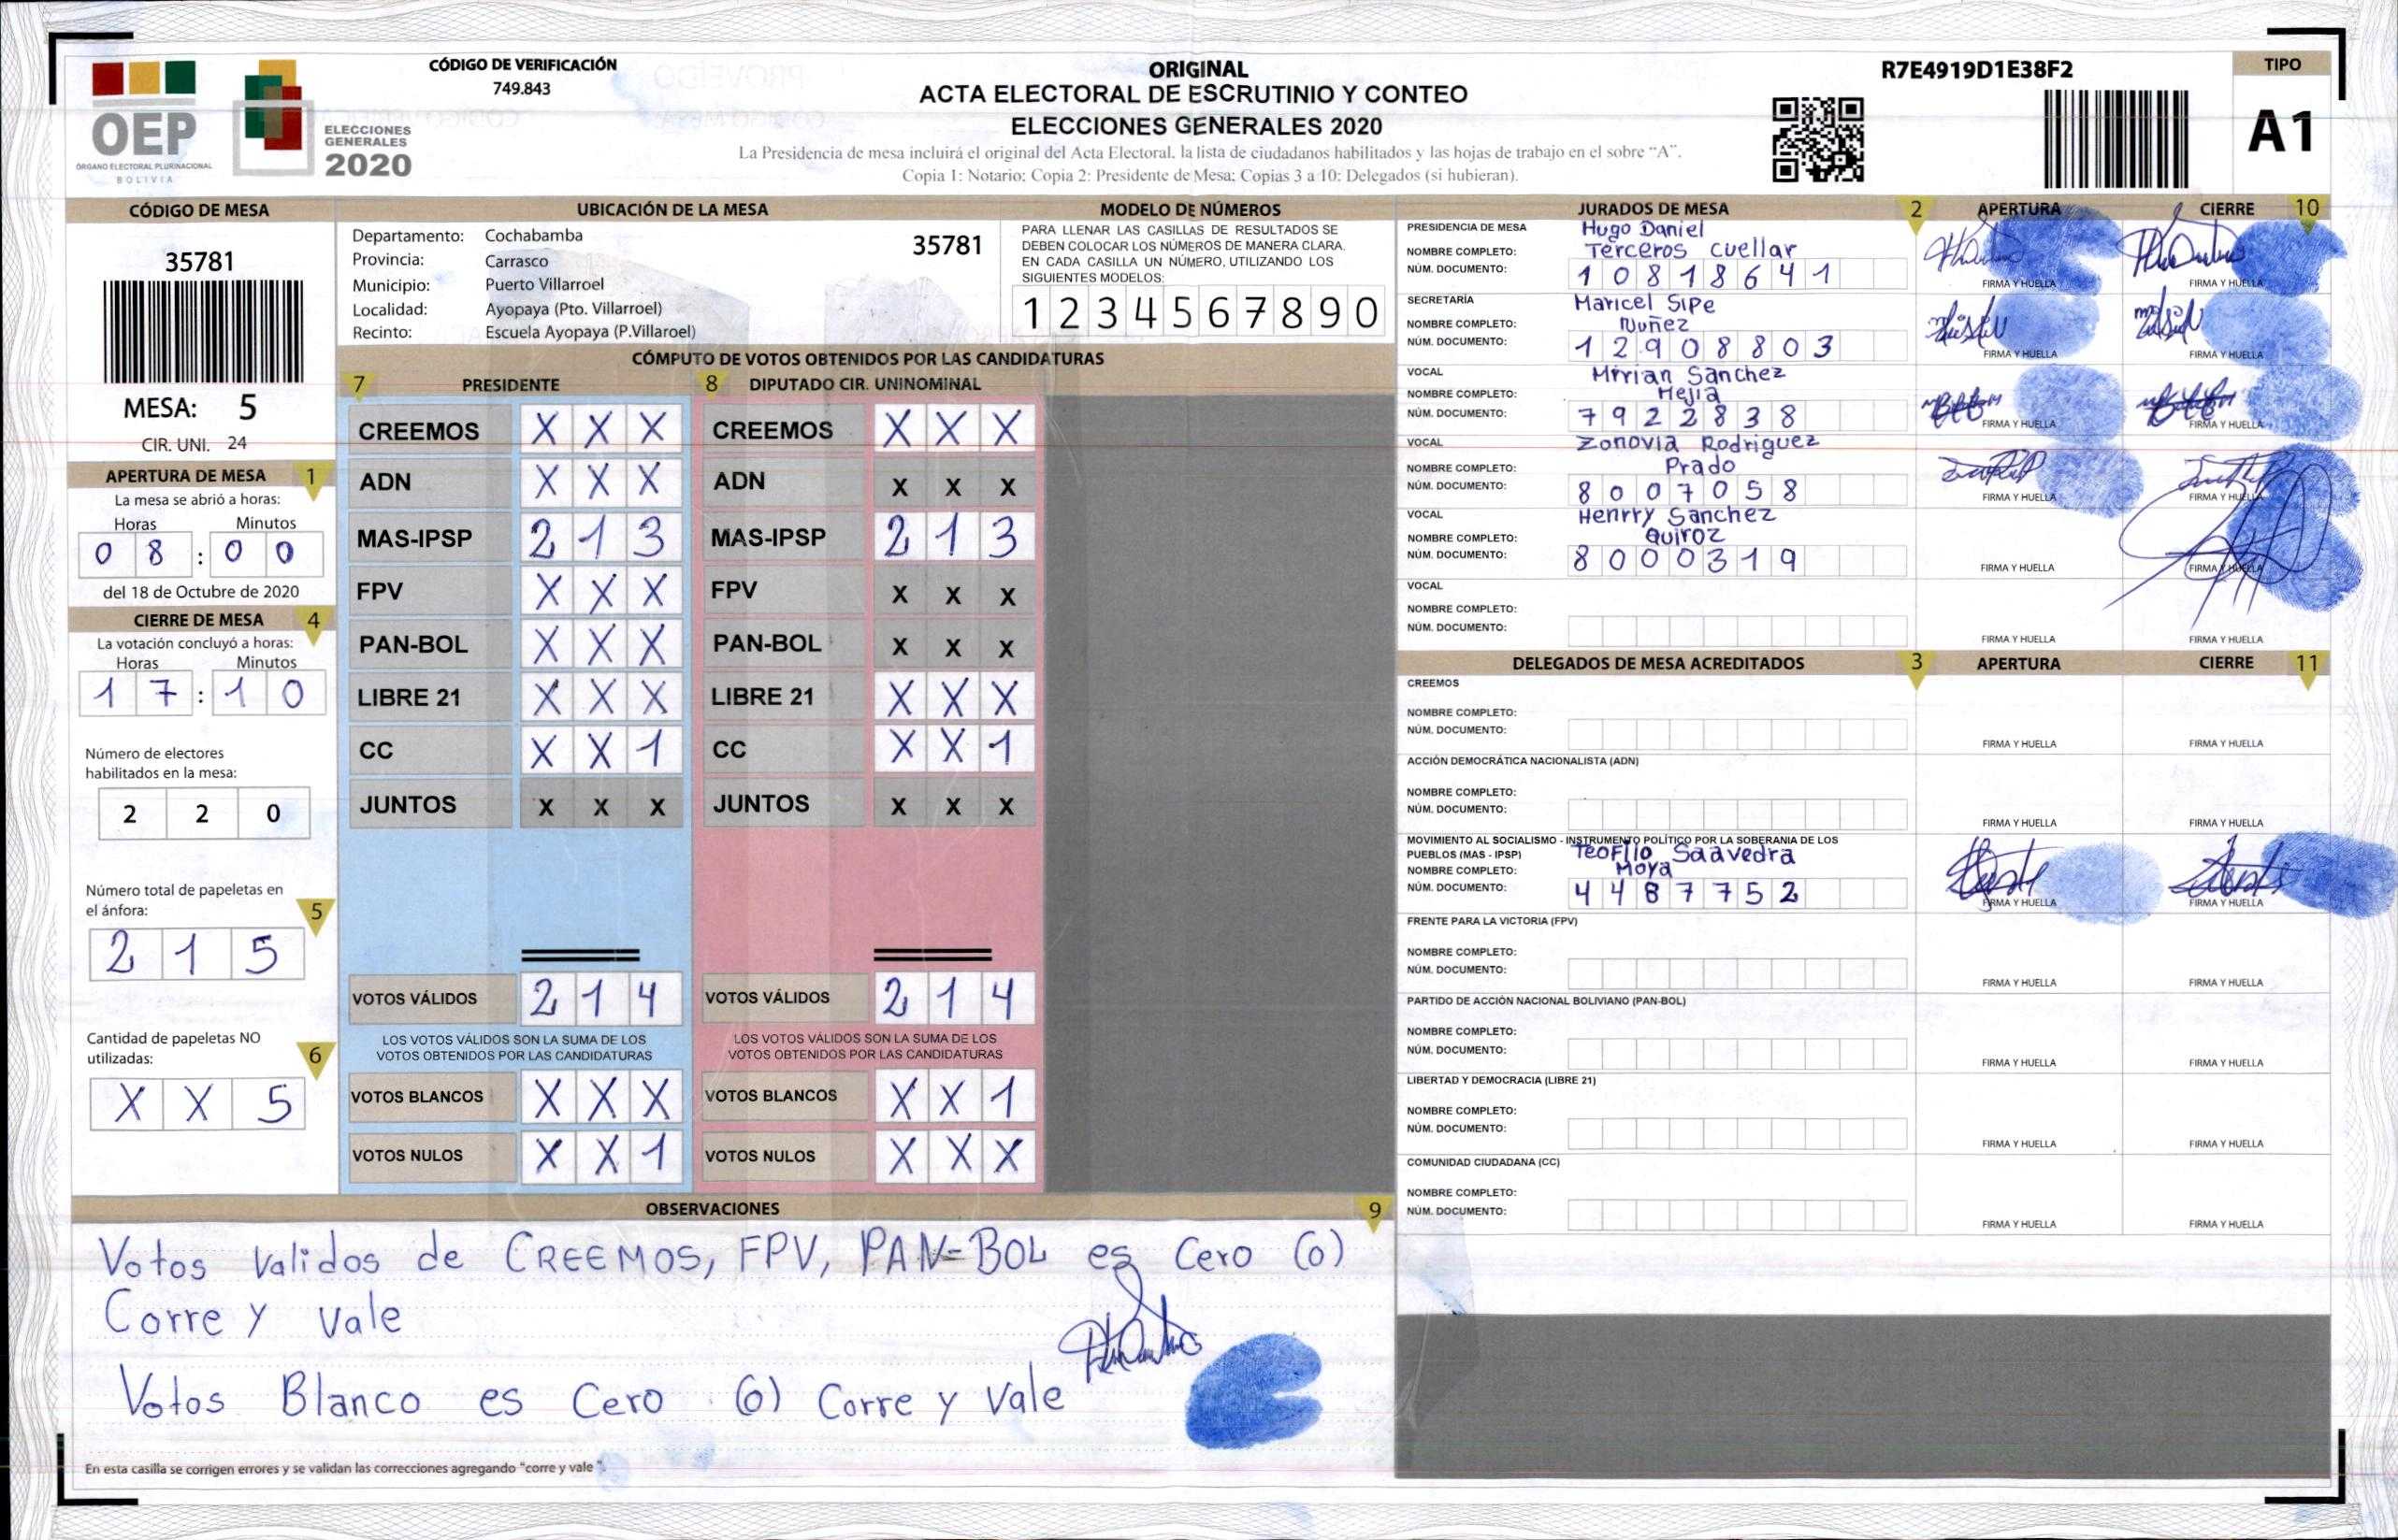 OEP
ÓRGANO ELECTORAL PLURINACIONAL
BOLIVIA
ELECCIONES
GENERALES
2020
CÓDIGO DE VERIFICACIÓN
749.843
ORIGINAL
ACTA ELECTORAL DE ESCRUTINIO Y CONTEO
ELECCIONES GENERALES 2020
La Presidencia de mesa incluirá el original del Acta Electoral, la lista de ciudadanos habilitados y las hojas de trabajo en el sobre "A".
Copia 1: Notario; Copia 2: Presidente de Mesa; Copias 3 a 10: Delegados (si hubieran).
R7E4919D1E38F2
TIPO
A1
CÓDIGO DE MESA
35781
MESA: 5
CIR. UNI. 24
APERTURA DE MESA 1
La mesa se abrió a horas:
Horas Minutos
0 8 : 0 0
del 18 de Octubre de 2020
CIERRE DE MESA 4
La votación concluyó a horas:
Horas Minutos
1 7 : 1 0
Número de electores
habilitados en la mesa:
2 2 0
Número total de papeletas en
el ánfora: 5
2 1 5
Cantidad de papeletas NO
utilizadas: 6
X X 5
UBICACIÓN DE LA MESA
Departamento: Cochabamba 35781
Provincia: Carrasco
Municipio: Puerto Villarroel
Localidad: Ayopaya (Pto. Villarroel)
Recinto: Escuela Ayopaya (P.Villaroel)
MODELO DE NÚMEROS
PARA LLENAR LAS CASILLAS DE RESULTADOS SE
DEBEN COLOCAR LOS NÚMEROS DE MANERA CLARA.
EN CADA CASILLA UN NÚMERO, UTILIZANDO LOS
SIGUIENTES MODELOS:
1 2 3 4 5 6 7 8 9 0
CÓMPUTO DE VOTOS OBTENIDOS POR LAS CANDIDATURAS
7 PRESIDENTE 8 DIPUTADO CIR. UNINOMINAL
CREEMOS X X X CREEMOS X X X
ADN X X X ADN X X X
MAS-IPSP 2 1 3 MAS-IPSP 2 1 3
FPV X X X FPV X X X
PAN-BOL X X X PAN-BOL X X X
LIBRE 21 X X X LIBRE 21 X X X
CC X X 1 CC X X 1
JUNTOS X X X JUNTOS X X X
VOTOS VÁLIDOS 2 1 4 VOTOS VÁLIDOS 2 1 4
LOS VOTOS VÁLIDOS SON LA SUMA DE LOS LOS VOTOS VÁLIDOS SON LA SUMA DE LOS
VOTOS OBTENIDOS POR LAS CANDIDATURAS VOTOS OBTENIDOS POR LAS CANDIDATURAS
VOTOS BLANCOS X X X VOTOS BLANCOS X X 1
VOTOS NULOS X X 1 VOTOS NULOS X X X
OBSERVACIONES 9
Votos Validos de CREEMOS, FPV, PAN=BOL es Cero (0)
Corre y Vale
Votos Blanco es Cero (0) Corre y Vale
En esta casilla se corrigen errores y se validan las correcciones agregando "corre y vale".
JURADOS DE MESA 2 APERTURA CIERRE 10
PRESIDENCIA DE MESA Hugo Daniel
NOMBRE COMPLETO: Terceros Cuellar
NÚM. DOCUMENTO: 1 0 8 1 8 6 4 1
FIRMA Y HUELLA FIRMA Y HUELLA
SECRETARÍA Maricel Sipe
NOMBRE COMPLETO: Nuñez
NÚM. DOCUMENTO: 1 2 9 0 8 8 0 3
FIRMA Y HUELLA FIRMA Y HUELLA
VOCAL Mirian Sanchez
NOMBRE COMPLETO: Mejia
NÚM. DOCUMENTO: 7 9 2 2 8 3 8
FIRMA Y HUELLA FIRMA Y HUELLA
VOCAL Zonovia Rodriguez
NOMBRE COMPLETO: Prado
NÚM. DOCUMENTO: 8 0 0 7 0 5 8
FIRMA Y HUELLA FIRMA Y HUELLA
VOCAL Henrry Sanchez
NOMBRE COMPLETO: Quiroz
NÚM. DOCUMENTO: 8 0 0 0 3 1 9
FIRMA Y HUELLA FIRMA Y HUELLA
VOCAL
NOMBRE COMPLETO:
NÚM. DOCUMENTO:
FIRMA Y HUELLA FIRMA Y HUELLA
DELEGADOS DE MESA ACREDITADOS 3 APERTURA CIERRE 11
CREEMOS
NOMBRE COMPLETO:
NÚM. DOCUMENTO:
FIRMA Y HUELLA FIRMA Y HUELLA
ACCIÓN DEMOCRÁTICA NACIONALISTA (ADN)
NOMBRE COMPLETO:
NÚM. DOCUMENTO:
FIRMA Y HUELLA FIRMA Y HUELLA
MOVIMIENTO AL SOCIALISMO - INSTRUMENTO POLÍTICO POR LA SOBERANIA DE LOS
PUEBLOS (MAS - IPSP) Teofilo Saavedra
NOMBRE COMPLETO: Moya
NÚM. DOCUMENTO: 4 4 8 7 7 5 2
FIRMA Y HUELLA FIRMA Y HUELLA
FRENTE PARA LA VICTORIA (FPV)
NOMBRE COMPLETO:
NÚM. DOCUMENTO:
FIRMA Y HUELLA FIRMA Y HUELLA
PARTIDO DE ACCIÓN NACIONAL BOLIVIANO (PAN-BOL)
NOMBRE COMPLETO:
NÚM. DOCUMENTO:
FIRMA Y HUELLA FIRMA Y HUELLA
LIBERTAD Y DEMOCRACIA (LIBRE 21)
NOMBRE COMPLETO:
NÚM. DOCUMENTO:
FIRMA Y HUELLA FIRMA Y HUELLA
COMUNIDAD CIUDADANA (CC)
NOMBRE COMPLETO:
NÚM. DOCUMENTO:
FIRMA Y HUELLA FIRMA Y HUELLA